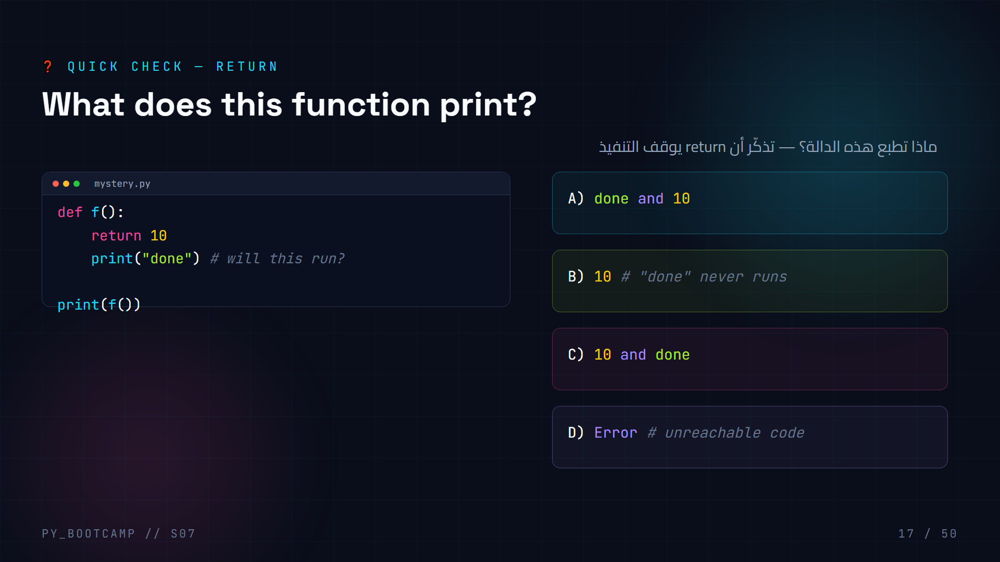 ❓ QUICK CHECK — RETURN
What does this function print?
ماذا تطبع هذه الدالة؟ — تذكّر أن return يوقف التنفيذ
mystery.py
def f():
    return 10
    print("done") # will this run?
print(f())
A) done and 10
B) 10 # "done" never runs
C) 10 and done
D) Error # unreachable code
PY_BOOTCAMP // S07
17 / 50